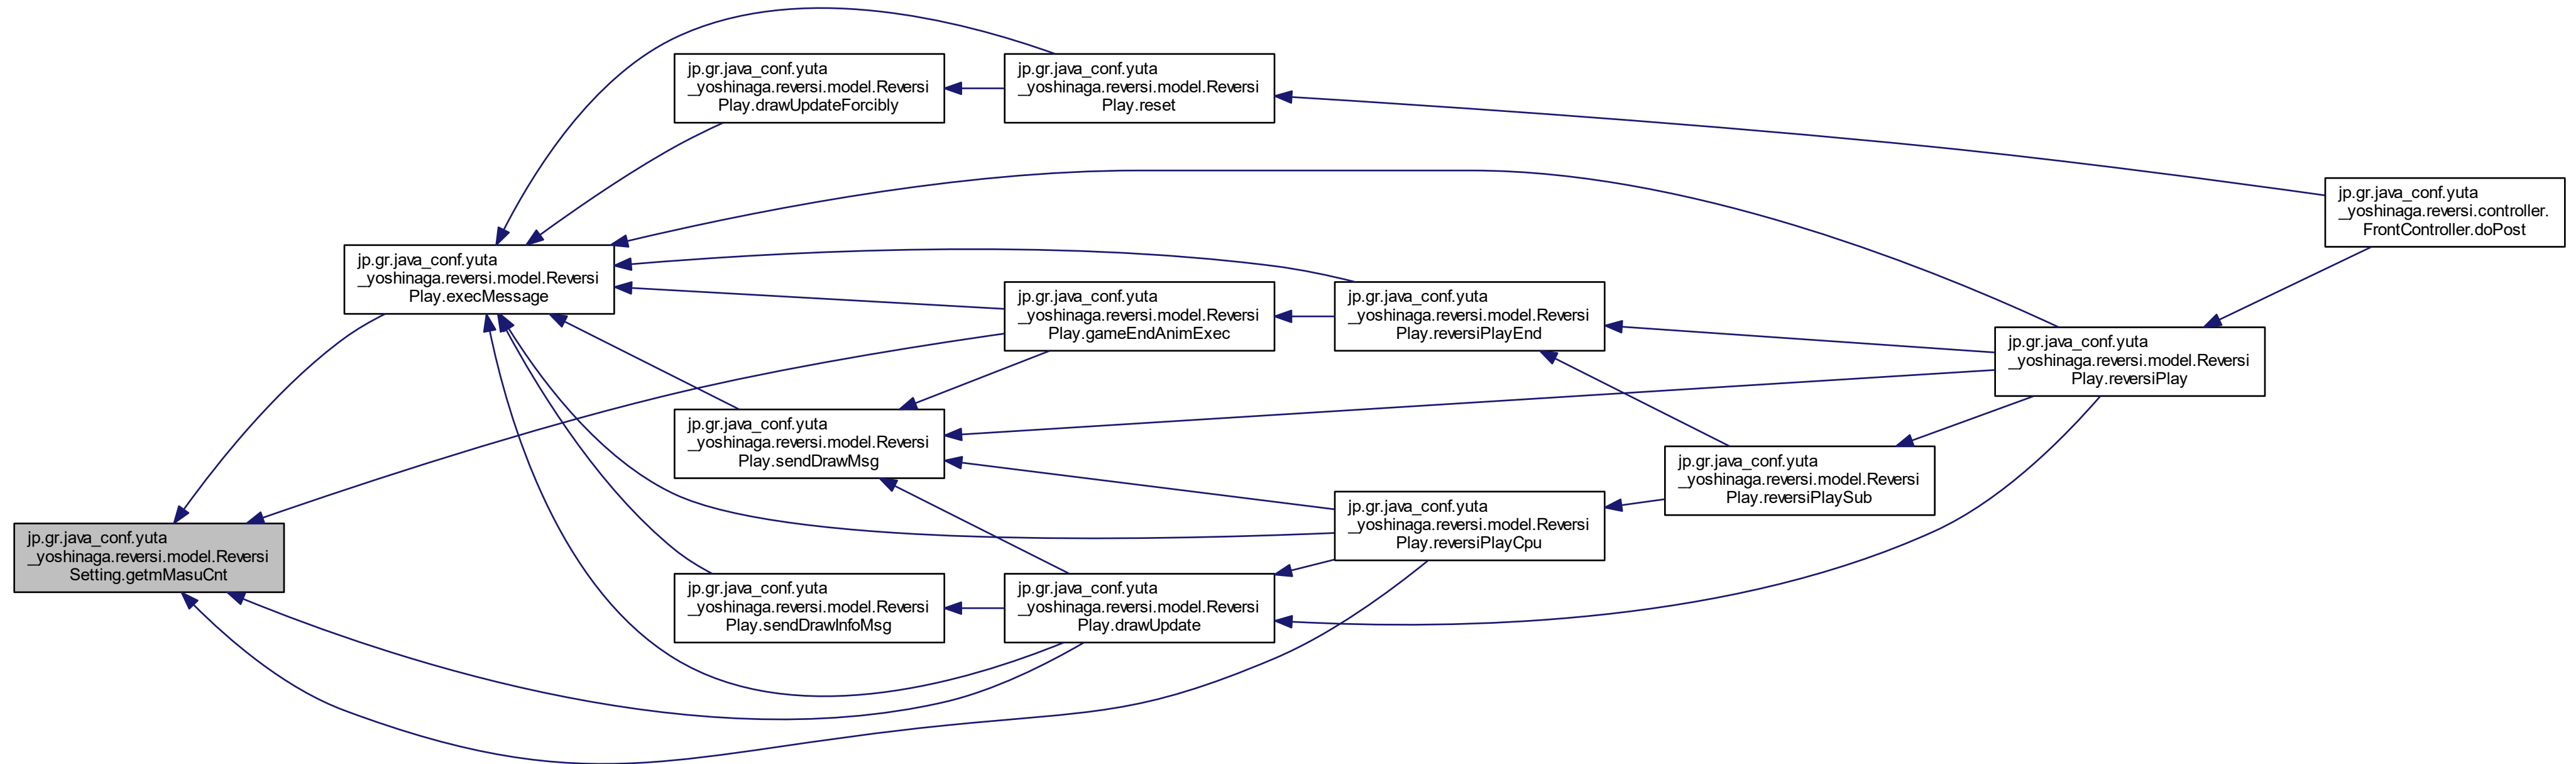 jp.gr.java_conf.yuta
_yoshinaga.reversi.model.Reversi
Setting.getmMasuCnt
jp.gr.java_conf.yuta
_yoshinaga.reversi.model.Reversi
Play.execMessage
jp.gr.java_conf.yuta
_yoshinaga.reversi.model.Reversi
Play.drawUpdateForcibly
jp.gr.java_conf.yuta
_yoshinaga.reversi.model.Reversi
Play.reset
jp.gr.java_conf.yuta
_yoshinaga.reversi.controller.
FrontController.doPost
jp.gr.java_conf.yuta
_yoshinaga.reversi.model.Reversi
Play.gameEndAnimExec
jp.gr.java_conf.yuta
_yoshinaga.reversi.model.Reversi
Play.reversiPlayEnd
jp.gr.java_conf.yuta
_yoshinaga.reversi.model.Reversi
Play.reversiPlay
jp.gr.java_conf.yuta
_yoshinaga.reversi.model.Reversi
Play.sendDrawMsg
jp.gr.java_conf.yuta
_yoshinaga.reversi.model.Reversi
Play.reversiPlaySub
jp.gr.java_conf.yuta
_yoshinaga.reversi.model.Reversi
Play.reversiPlayCpu
jp.gr.java_conf.yuta
_yoshinaga.reversi.model.Reversi
Play.sendDrawInfoMsg
jp.gr.java_conf.yuta
_yoshinaga.reversi.model.Reversi
Play.drawUpdate